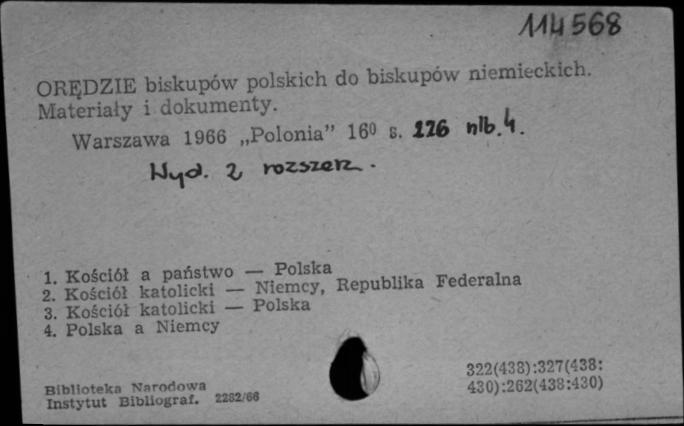 114568
ORĘDZIE biskupów polskich do biskupów niemieckich.
Materiały i dokumenty.
Warszawa 1966 „Polonia” 16⁰ s. 226 nlb. 4.
Wyd. 2 rozszerz.
1. Kościół a państwo — Polska
2. Kościół katolicki — Niemcy, Republika Federalna
3. Kościół katolicki — Polska
4. Polska a Niemcy
322(438):327(438:
430):262(438:430)
Biblioteka Narodowa
Instytut Bibliograf. 2282/66